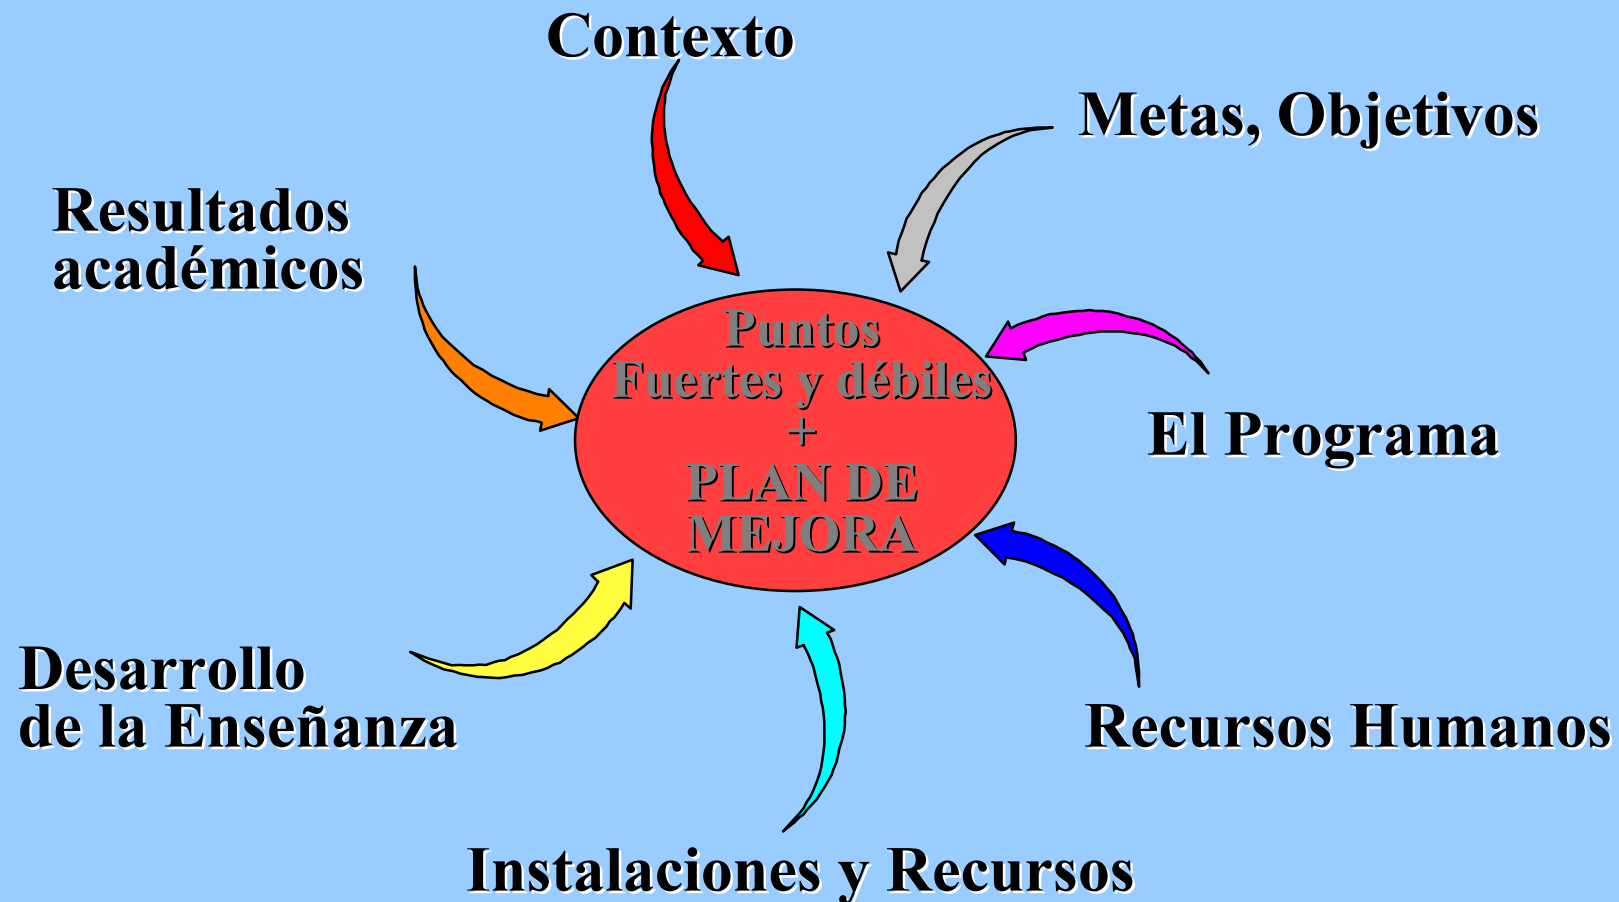 Contexto
Metas, Objetivos
Resultados
académicos
Puntos
Fuertes y débiles
+
PLAN DE
MEJORA
El Programa
Desarrollo
de la Enseñanza
Recursos Humanos
Instalaciones y Recursos